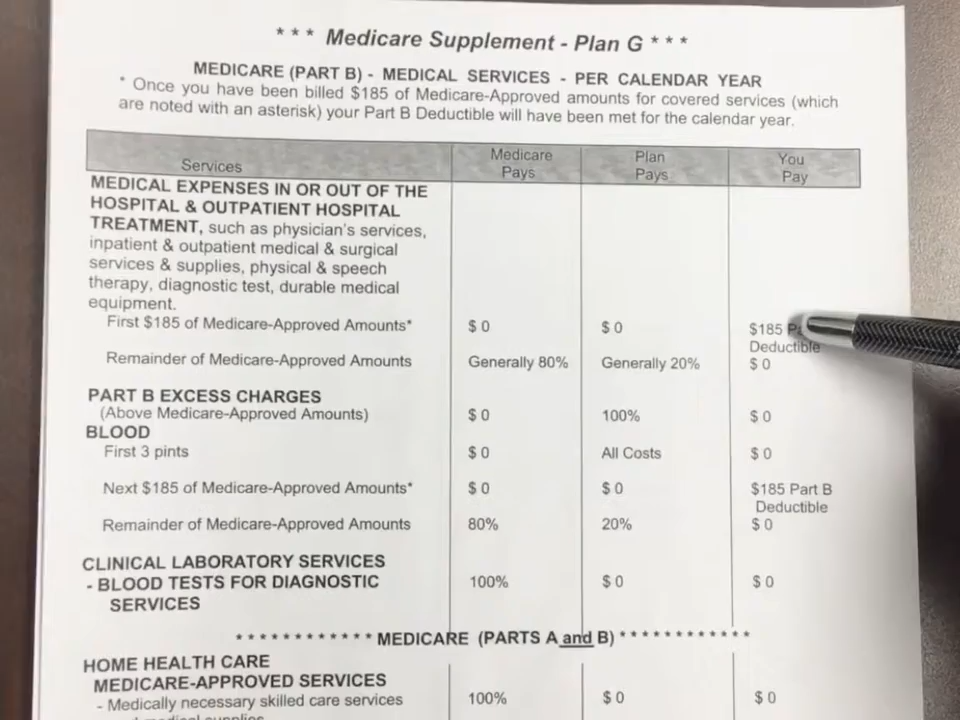 * * * Medicare Supplement - Plan G * * *
MEDICARE (PART B) - MEDICAL SERVICES - PER CALENDAR YEAR
* Once you have been billed $185 of Medicare-Approved amounts for covered services (which
are noted with an asterisk) your Part B Deductible will have been met for the calendar year.
Services Medicare Pays Plan Pays You Pay
MEDICAL EXPENSES IN OR OUT OF THE
HOSPITAL & OUTPATIENT HOSPITAL
TREATMENT, such as physician's services,
inpatient & outpatient medical & surgical
services & supplies, physical & speech
therapy, diagnostic test, durable medical
equipment.
First $185 of Medicare-Approved Amounts* $ 0 $ 0 $185
Deductible
Remainder of Medicare-Approved Amounts Generally 80% Generally 20% $ 0
PART B EXCESS CHARGES
(Above Medicare-Approved Amounts) $ 0 100% $ 0
BLOOD
First 3 pints $ 0 All Costs $ 0
Next $185 of Medicare-Approved Amounts* $ 0 $ 0 $185 Part B
Deductible
Remainder of Medicare-Approved Amounts 80% 20% $ 0
CLINICAL LABORATORY SERVICES
- BLOOD TESTS FOR DIAGNOSTIC 100% $ 0 $ 0
SERVICES
* * * * * * * * * * * * MEDICARE (PARTS A and B) * * * * * * * * * * * *
HOME HEALTH CARE
MEDICARE-APPROVED SERVICES
- Medically necessary skilled care services 100% $ 0 $ 0